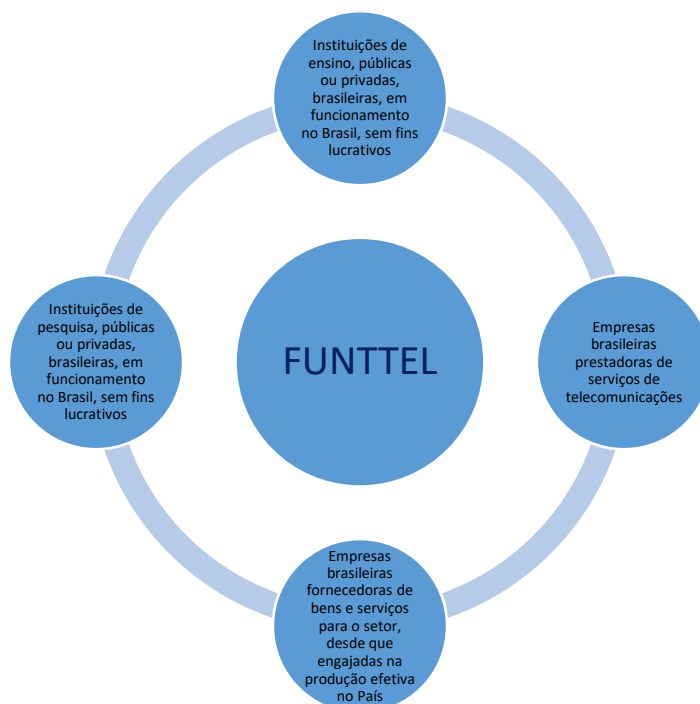 Instituições de
ensino, públicas
ou privadas,
brasileiras, em
funcionamento
no Brasil, sem fins
lucrativos
Instituições de
pesquisa, públicas
ou privadas,
brasileiras, em
funcionamento
no Brasil, sem fins
lucrativos
FUNTTEL
Empresas
brasileiras
prestadoras de
serviços de
telecomunicações
Empresas
brasileiras
fornecedoras de
bens e serviços
para o setor,
desde que
engajadas na
produção efetiva
no País